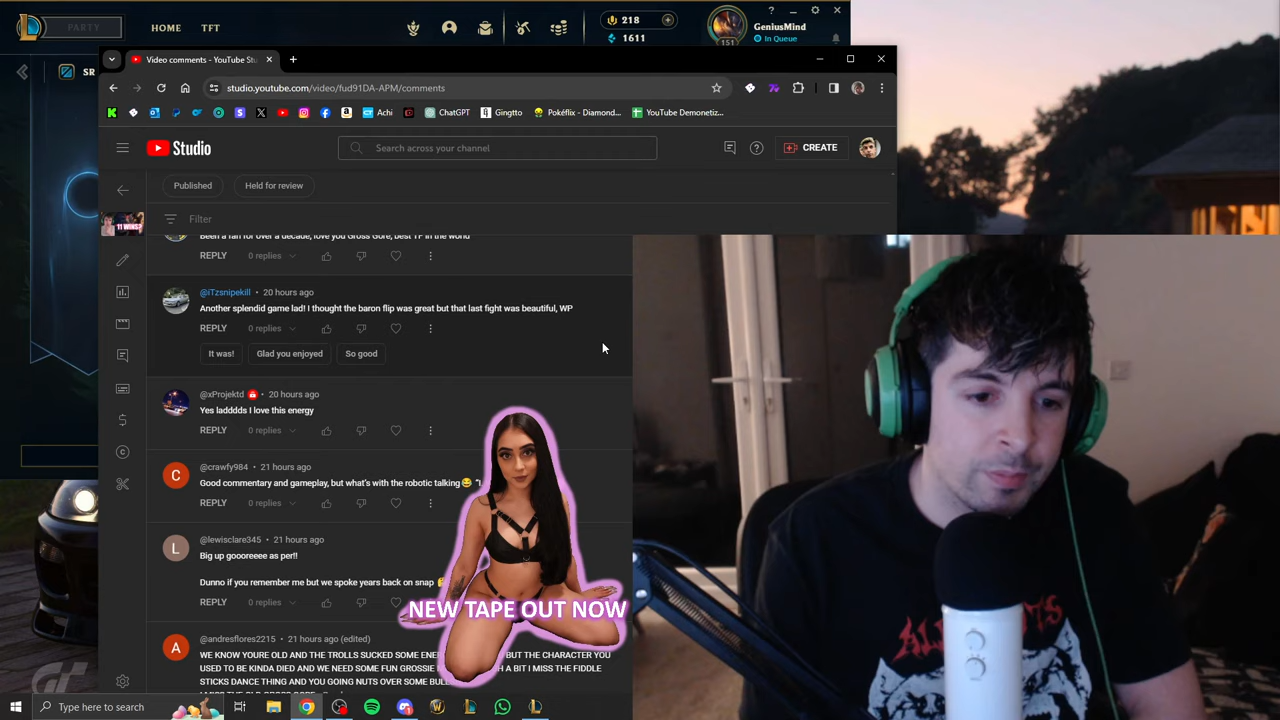 PARTY
HOME
TFT
218
1611
151
GeniusMind
In Queue
SR
Video comments - YouTube Stu
studio.youtube.com/video/fud91DA-APM/comments
Achi
ChatGPT
Gingtto
Pokéflix - Diamond...
YouTube Demonetiz...
Studio
Search across your channel
CREATE
Published
Held for review
11 WINS?
Filter
Been a fan for over a decade, love you Gross Gore, best TF in the world
REPLY
0 replies
@iTzsnipekill • 20 hours ago
Another splendid game lad! I thought the baron flip was great but that last fight was beautiful, WP
REPLY
0 replies
It was!
Glad you enjoyed
So good
@xProjektd • 20 hours ago
Yes ladddds I love this energy
REPLY
0 replies
C
@crawfy984 • 21 hours ago
Good commentary and gameplay, but what's with the robotic talking😂
REPLY
0 replies
L
@lewisclare345 • 21 hours ago
Big up goooreeee as per!!
Dunno if you remember me but we spoke years back on snap
REPLY
0 replies
NEW TAPE OUT NOW
A
@andresflores2215 • 21 hours ago (edited)
WE KNOW YOURE OLD AND THE TROLLS SUCKED SOME BUT THE CHARACTER YOU
USED TO BE KINDA DIED AND WE NEED SOME FUN GROSSIE A BIT I MISS THE FIDDLE
STICKS DANCE THING AND YOU GOING NUTS OVER SOME
Type here to search